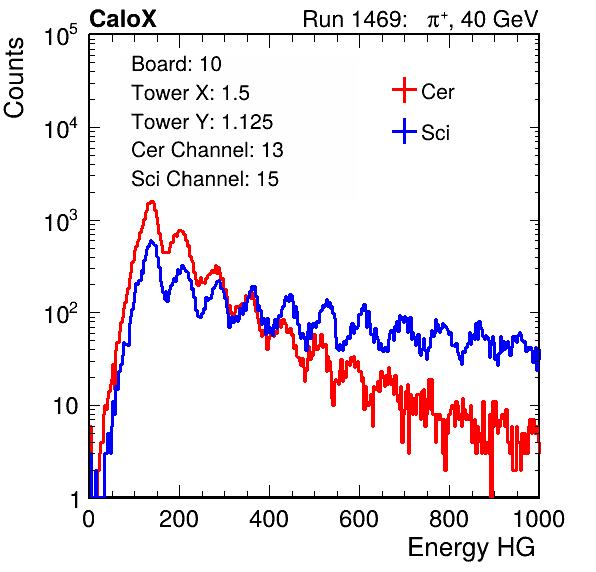 CaloX Run 1469: π⁺, 40 GeV
Counts
Board: 10
Tower X: 1.5
Tower Y: 1.125
Cer Channel: 13
Sci Channel: 15
Cer
Sci
10⁵
10⁴
10³
10²
10
1
0 200 400 600 800 1000
Energy HG